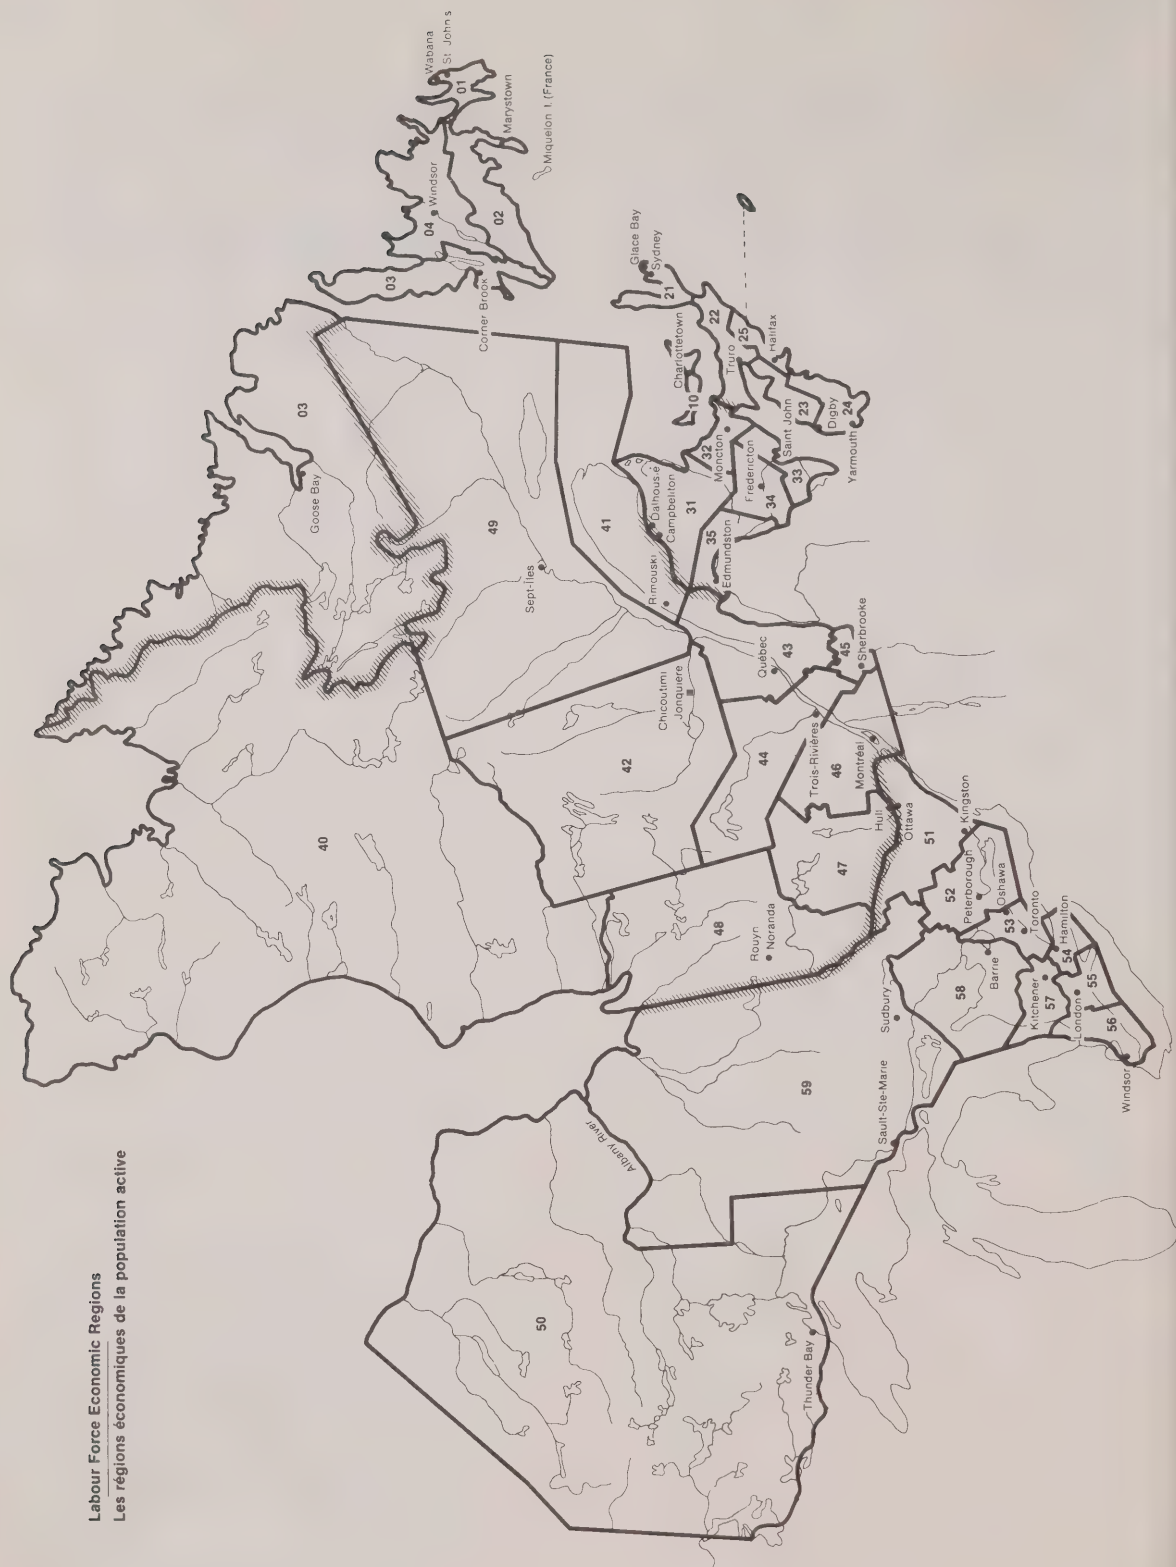 Labour Force Economic Regions
Les régions économiques de la population active
40
03
Goose Bay
03
04
Windsor
Wabana
St. John's
01
Marystown
02
Corner Brook
Miquelon I. (France)
50
Albany River
Thunder Bay
59
Sault-Ste-Marie
42
49
Sept-Îles
41
48
Rouyn
Noranda
Chicoutimi
Jonquière
Rimouski
Dalhousie
Campbellton
31
35
Edmundston
10
Charlottetown
Glace Bay
Sydney
21
22
25
Truro
Halifax
32
Moncton
Fredericton
34
Saint John
33
23
Digby
24
Yarmouth
44
Québec
43
45
Sherbrooke
Trois-Rivières
46
Montréal
47
Hull
Ottawa
51
Kingston
52
Peterborough
Oshawa
53
Toronto
54
Hamilton
Sudbury
58
Barrie
Kitchener
57
London
55
56
Windsor